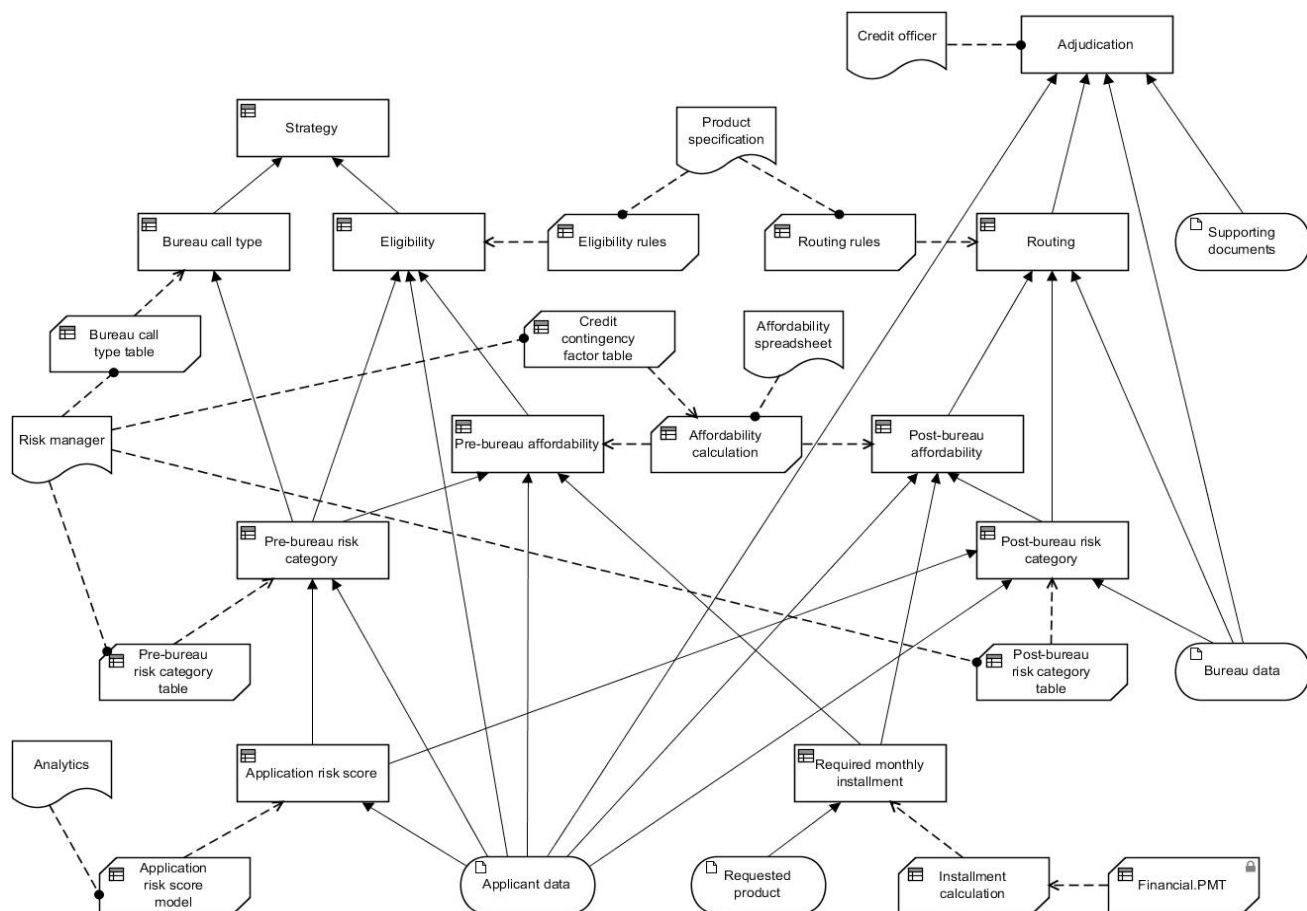 Credit officer
Adjudication
Strategy
Product
specification
Bureau call type
Eligibility
Eligibility rules
Routing rules
Routing
Supporting
documents
Bureau call
type table
Credit
contingency
factor table
Affordability
spreadsheet
Risk manager
Pre-bureau affordability
Affordability
calculation
Post-bureau
affordability
Pre-bureau risk
category
Post-bureau risk
category
Pre-bureau
risk category
table
Post-bureau
risk category
table
Bureau data
Analytics
Application risk score
Required monthly
installment
Application
risk score
model
Applicant data
Requested
product
Installment
calculation
Financial.PMT